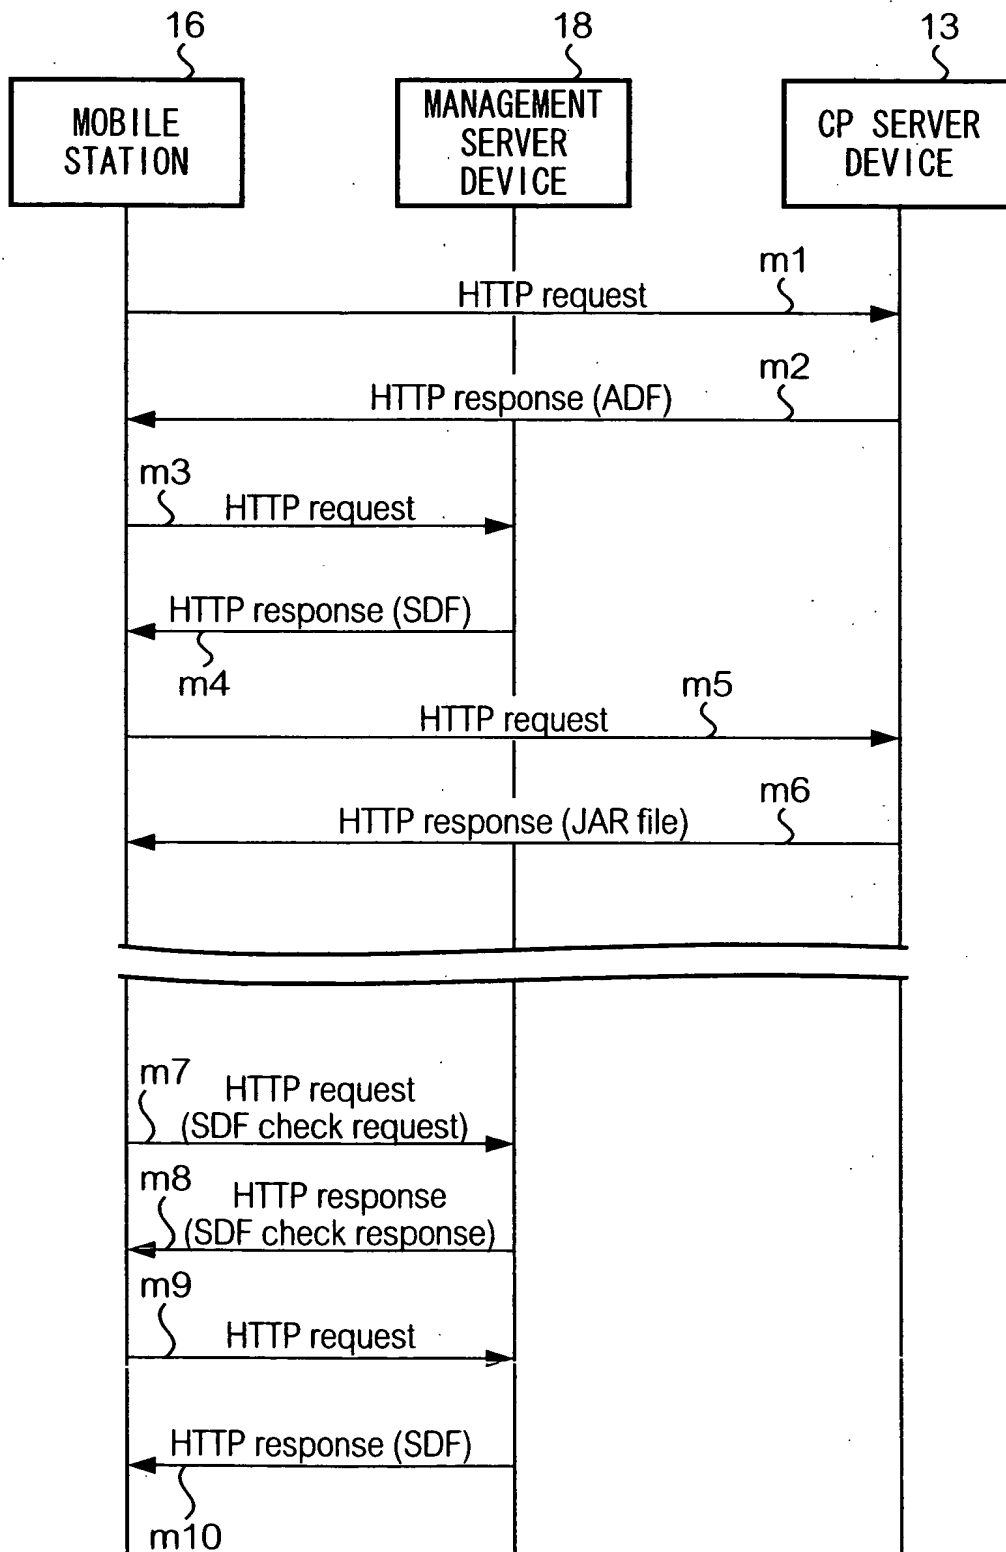 16
18
13
MOBILE
STATION
MANAGEMENT
SERVER
DEVICE
CP SERVER
DEVICE
m1
HTTP request
m2
HTTP response (ADF)
m3
HTTP request
HTTP response (SDF)
m4
m5
HTTP request
m6
HTTP response (JAR file)
m7
HTTP request
(SDF check request)
m8
HTTP response
(SDF check response)
m9
HTTP request
HTTP response (SDF)
m10